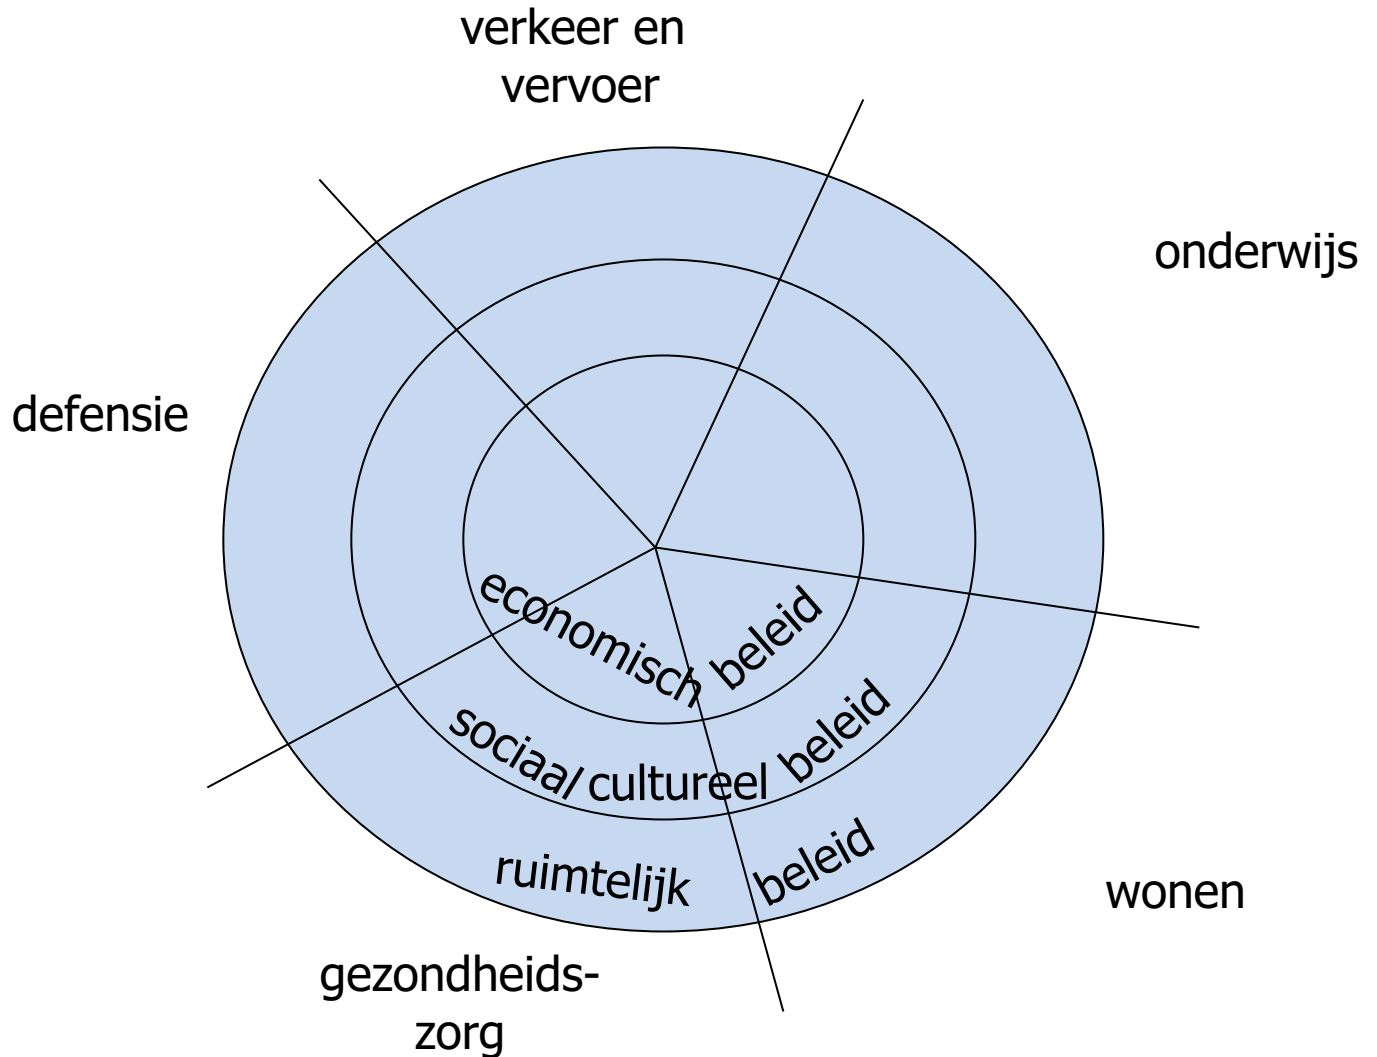 verkeer en
vervoer
onderwijs
defensie
economisch beleid
sociaal cultureel beleid
ruimtelijk beleid
wonen
gezondheids-
zorg